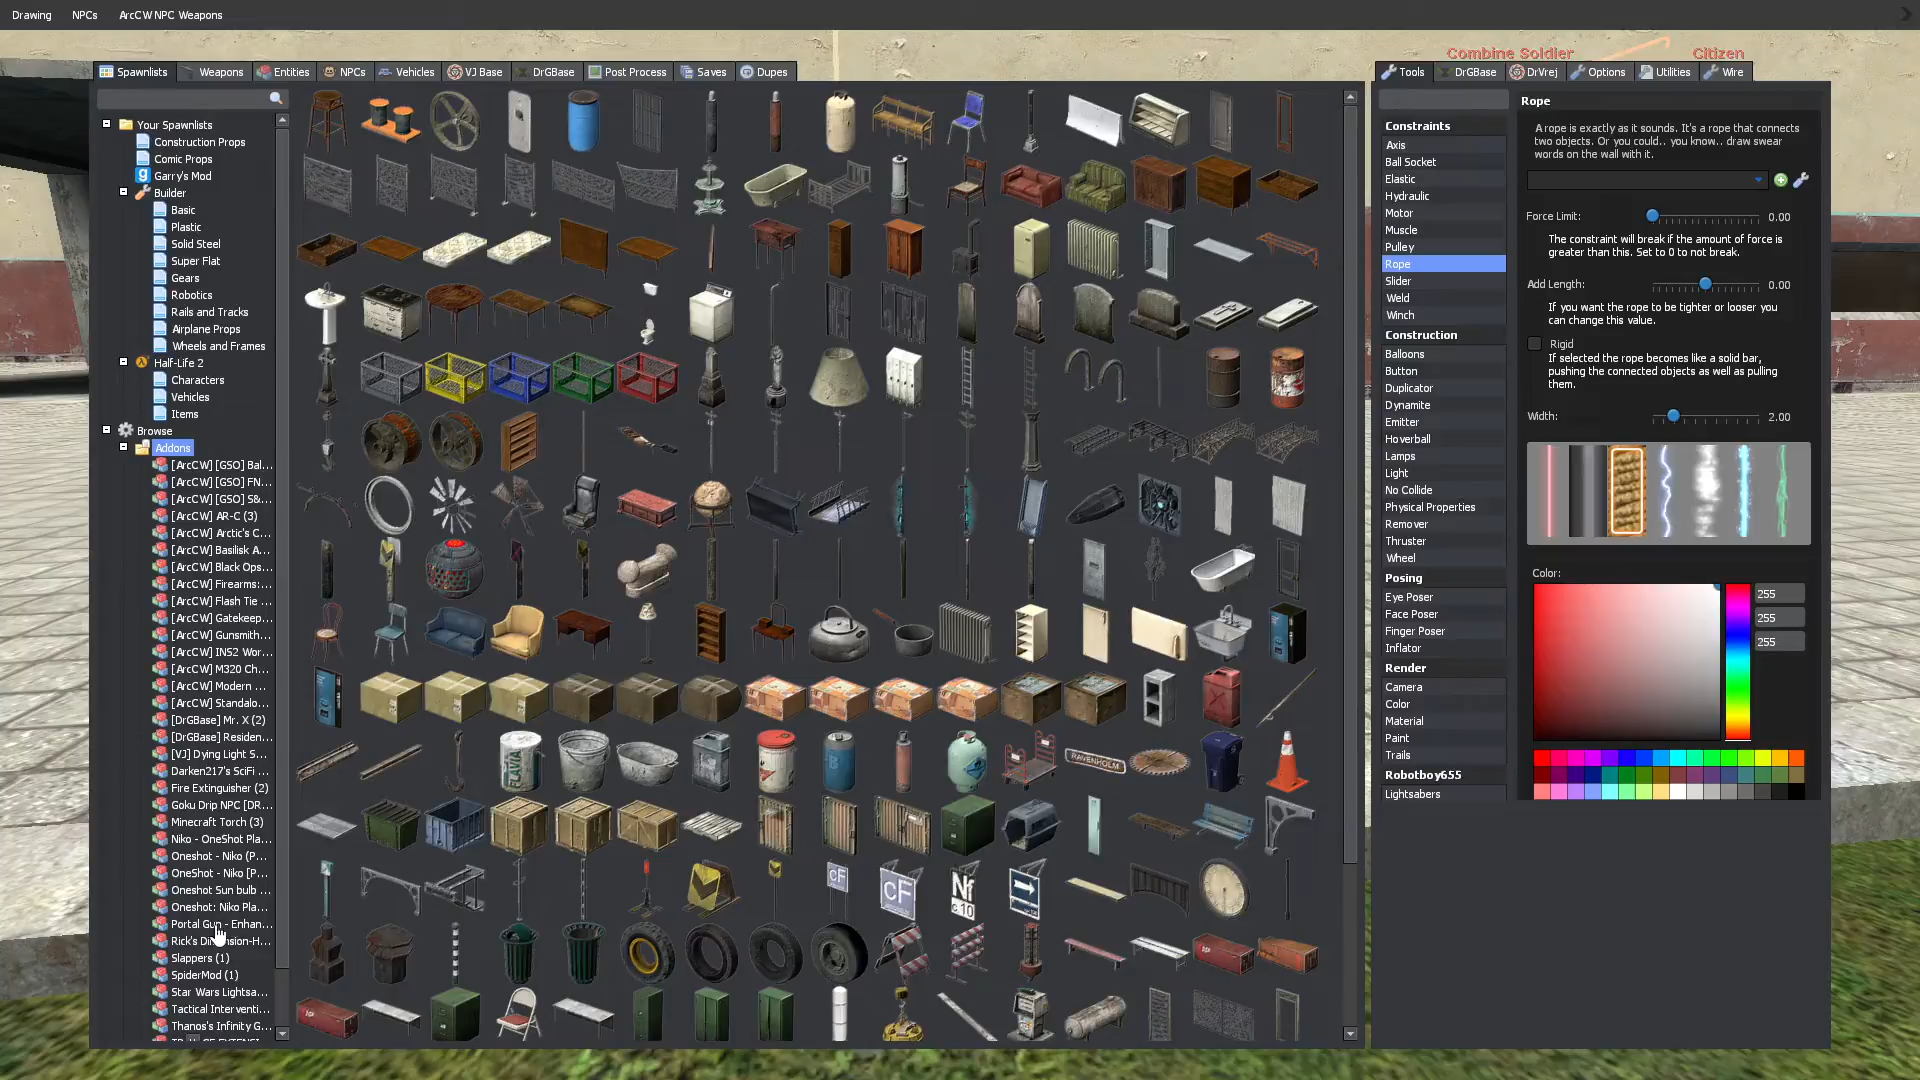 Drawing NPCs ArcCW NPC Weapons
Combine Soldier Citizen
Spawnlists Weapons Entities NPCs Vehicles VJ Base DrGBase Post Process Saves Dupes
Your Spawnlists
Construction Props
Comic Props
Garry's Mod
Builder
Basic
Plastic
Solid Steel
Super Flat
Gears
Robotics
Rails and Tracks
Airplane Props
Wheels and Frames
Half-Life 2
Characters
Vehicles
Items
Browse
Addons
[ArcCW] [GSO] Bal...
[ArcCW] [GSO] FN...
[ArcCW] [GSO] S&...
[ArcCW] AR-C (3)
[ArcCW] Arctic's C...
[ArcCW] Basilisk A...
[ArcCW] Black Ops...
[ArcCW] Firearms:...
[ArcCW] Flash Tie ...
[ArcCW] Gatekeep...
[ArcCW] Gunsmith...
[ArcCW] INS2 Wor...
[ArcCW] M320 Ch...
[ArcCW] Modern ...
[ArcCW] Standalo...
[DrGBase] Mr. X (2)
[DrGBase] Residen...
[VJ] Dying Light S...
Darken217's SciFi ...
Fire Extinguisher (2)
Goku Drip NPC [DR...
Minecraft Torch (3)
Niko - OneShot Pla...
Oneshot - Niko (P...
OneShot - Niko [P...
Oneshot Sun bulb ...
Oneshot: Niko Pla...
Portal Gun - Enhan...
Slappers (1)
SpiderMod (1)
Star Wars Lightsa...
Tactical Interventi...
Thanos's Infinity G...
RAVENHOLM
cF
cF
Nf
c 10
Tools DrGBase DrVrej Options Utilities Wire
Constraints
Axis
Ball Socket
Elastic
Hydraulic
Motor
Muscle
Pulley
Rope
Slider
Weld
Winch
Construction
Balloons
Button
Duplicator
Dynamite
Emitter
Hoverball
Lamps
Light
No Collide
Physical Properties
Remover
Thruster
Wheel
Posing
Eye Poser
Face Poser
Finger Poser
Inflator
Render
Camera
Color
Material
Paint
Trails
Robotboy655
Lightsabers
Rope
A rope is exactly as it sounds. It's a rope that connects
two objects. Or you could.. you know.. draw swear
words on the wall with it.
Force Limit: 0.00
The constraint will break if the amount of force is
greater than this. Set to 0 to not break.
Add Length: 0.00
If you want the rope to be tighter or looser you
can change this value.
Rigid
If selected the rope becomes like a solid bar,
pushing the connected objects as well as pulling
them.
Width: 2.00
Color:
255
255
255